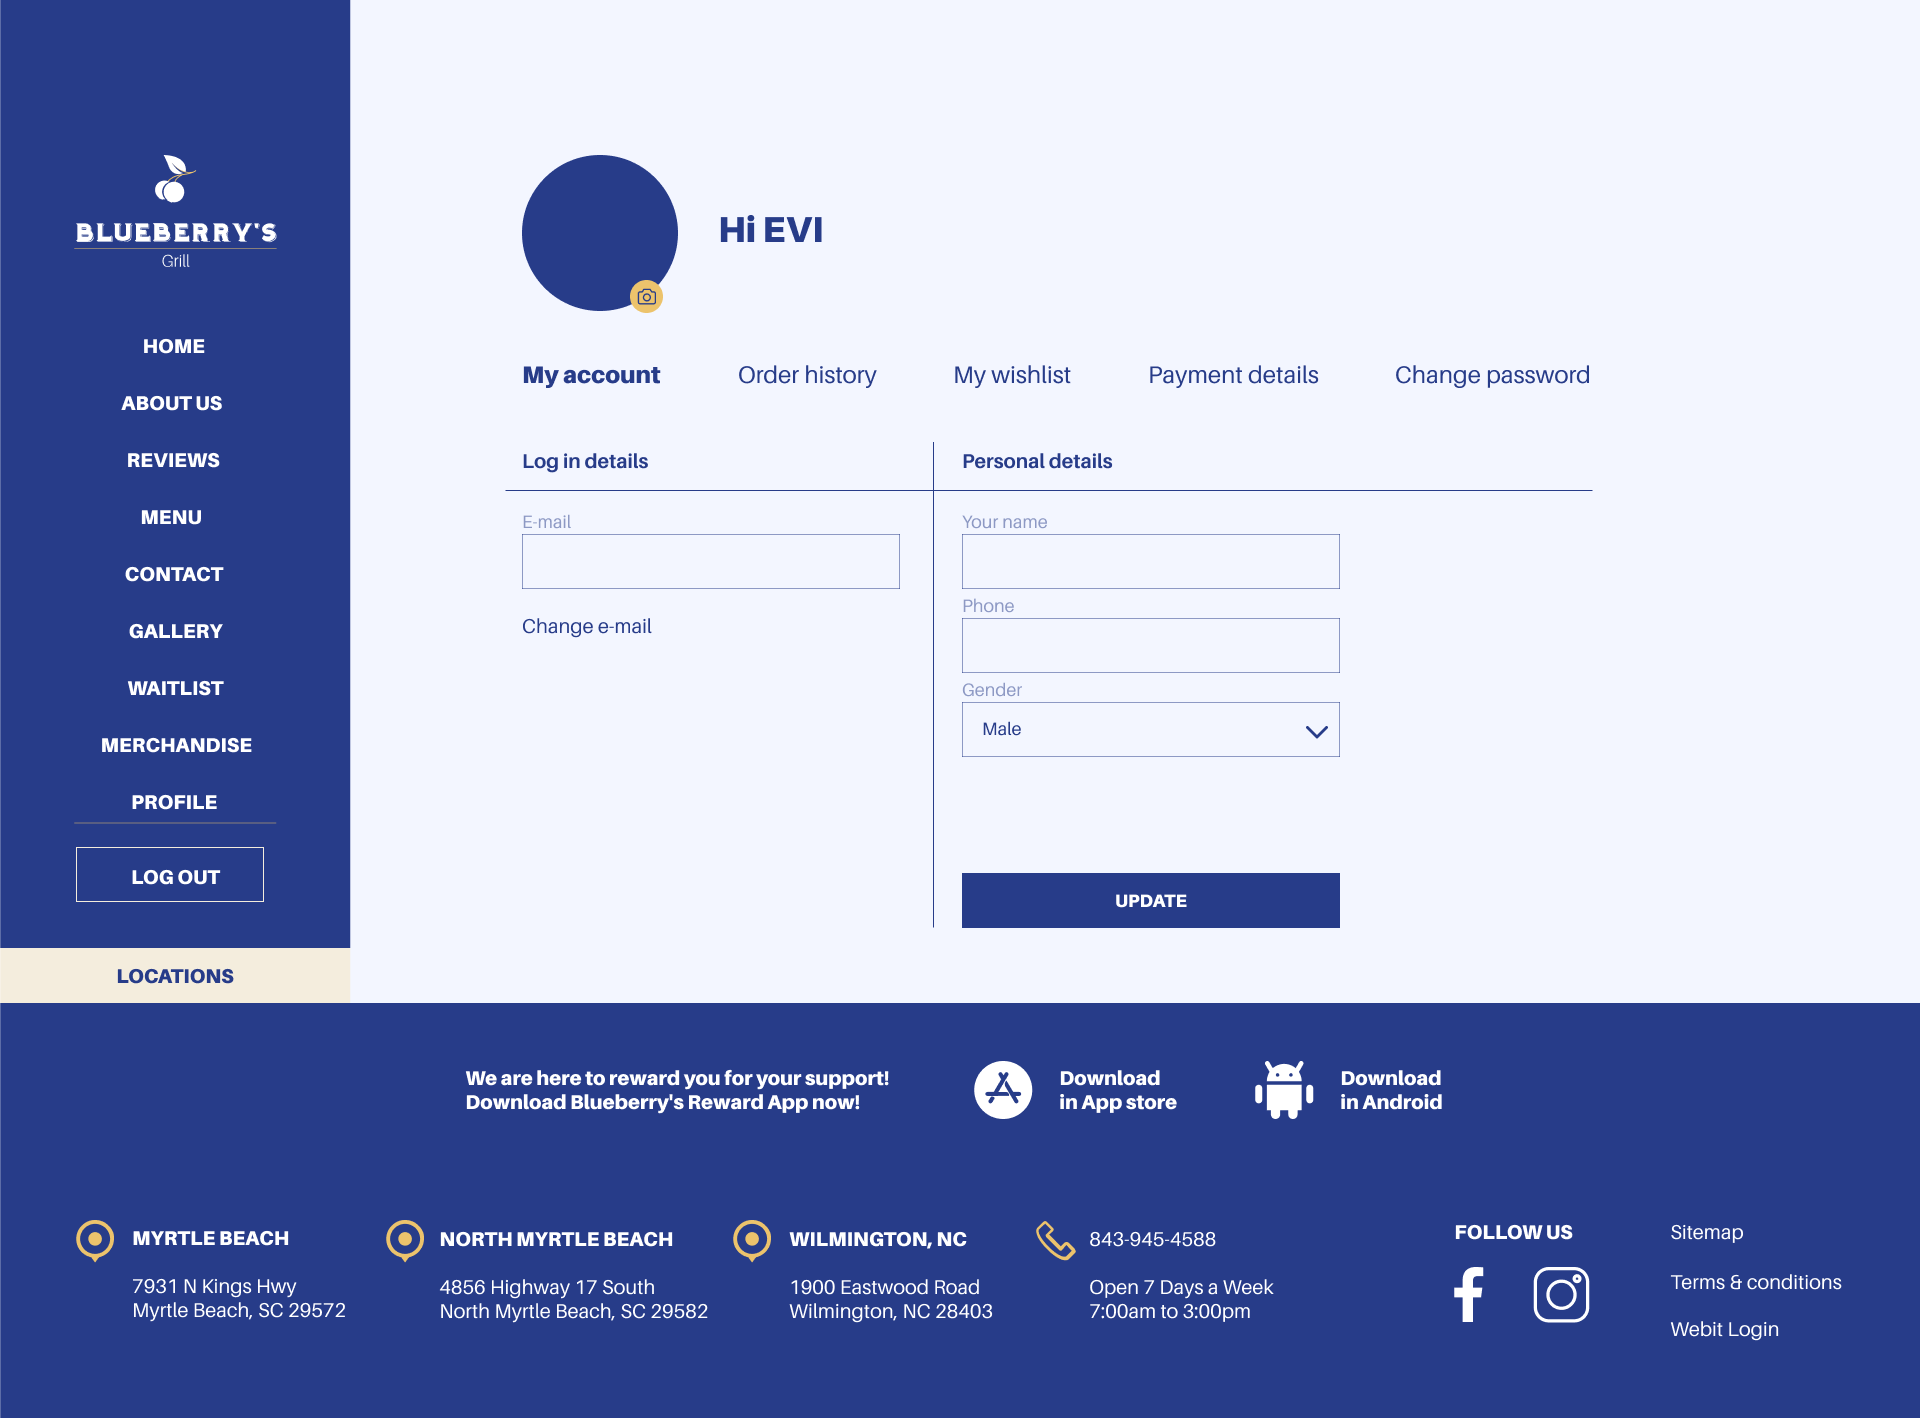 BLUEBERRY'S
Grill
HOME
ABOUT US
REVIEWS
MENU
CONTACT
GALLERY
WAITLIST
MERCHANDISE
PROFILE
LOG OUT
LOCATIONS
Hi EVI
My account
Order history
My wishlist
Payment details
Change password
Log in details
E-mail
Change e-mail
Personal details
Your name
Phone
Gender
Male
UPDATE
We are here to reward you for your support!
Download Blueberry's Reward App now!
Download
in App store
Download
in Android
MYRTLE BEACH
7931 N Kings Hwy
Myrtle Beach, SC 29572
NORTH MYRTLE BEACH
4856 Highway 17 South
North Myrtle Beach, SC 29582
WILMINGTON, NC
1900 Eastwood Road
Wilmington, NC 28403
843-945-4588
Open 7 Days a Week
7:00am to 3:00pm
FOLLOW US
Sitemap
Terms & conditions
Webit Login